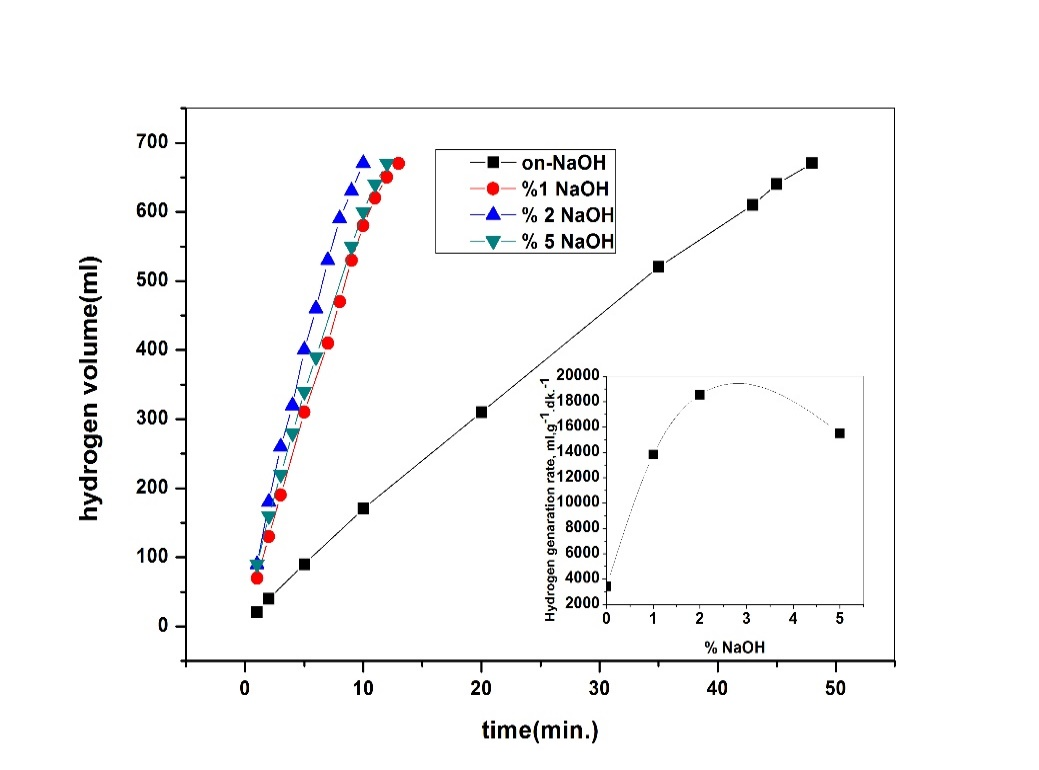 700
600
500
400
300
200
100
0
hydrogen volume(ml)
on-NaOH
%1 NaOH
% 2 NaOH
% 5 NaOH
20000
18000
16000
14000
12000
10000
8000
6000
4000
2000
Hydrogen genaration rate, ml.g-1.dk.-1
0 1 2 3 4 5
% NaOH
0 10 20 30 40 50
time(min.)